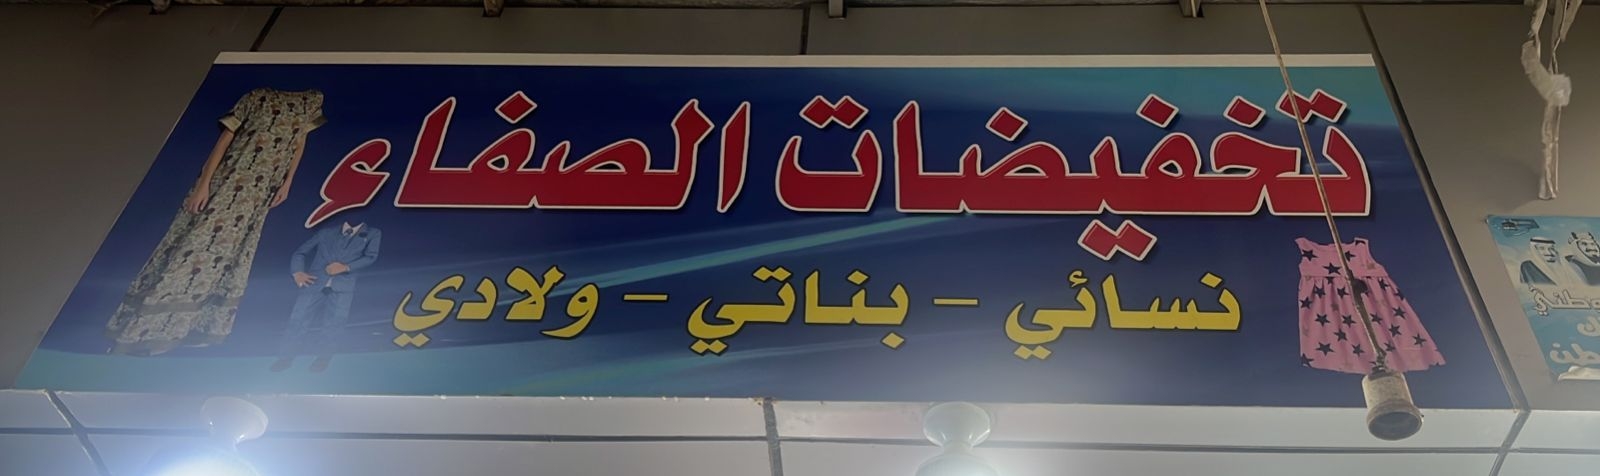 تخفيضات الصفاء
نسائي - بناتي - ولادي